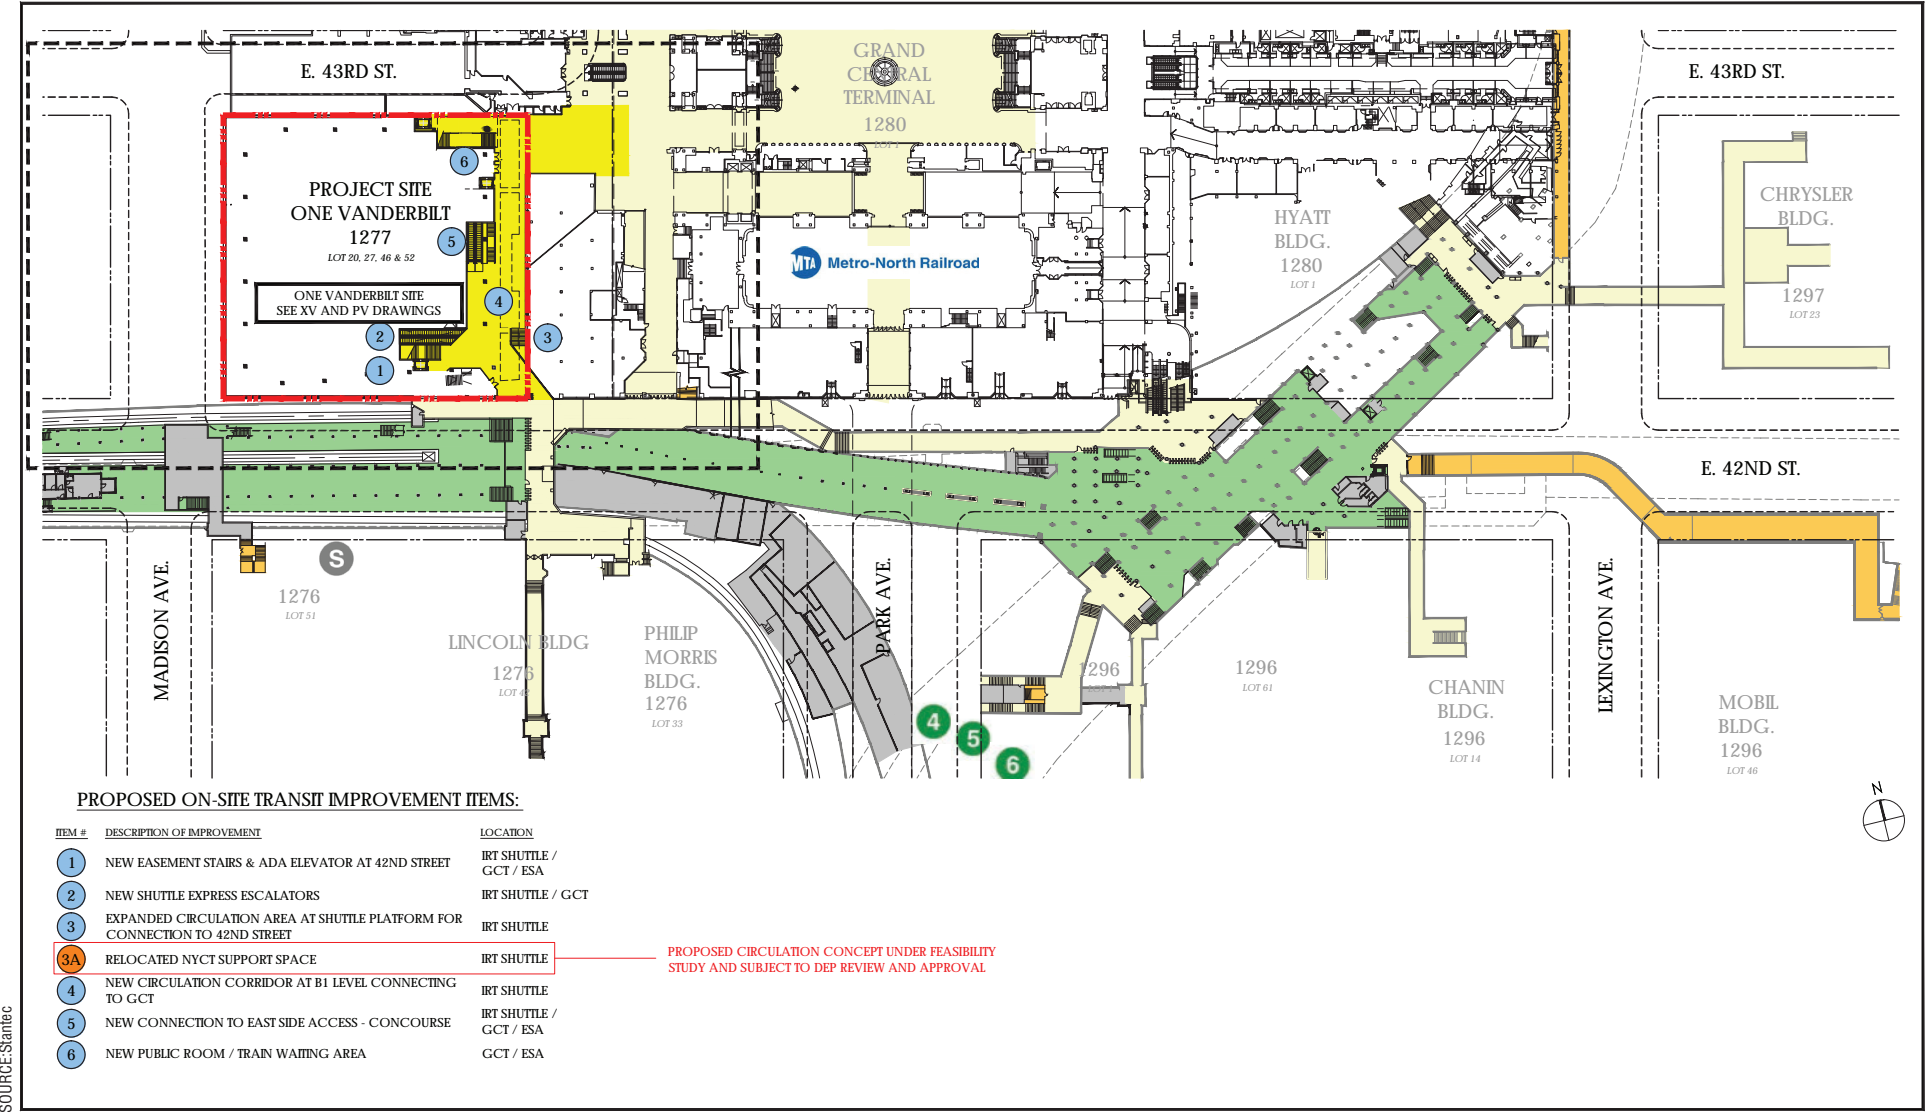 E. 43RD ST.
GRAND
CENTRAL
TERMINAL
1280
LOT 1
E. 43RD ST.
6
PROJECT SITE
ONE VANDERBILT
1277
LOT 20, 27, 46 & 52
5
ONE VANDERBILT SITE
SEE XV AND PV DRAWINGS
4
2
3
1
MTA Metro-North Railroad
HYATT
BLDG.
1280
LOT 1
CHRYSLER
BLDG.
1297
LOT 23
E. 42ND ST.
S
MADISON AVE.
1276
LOT 51
LINCOLN BLDG
1276
PHILIP
MORRIS
BLDG.
1276
LOT 33
PARK AVE.
4
5
6
1296
1296
LOT 61
CHANIN
BLDG.
1296
LOT 14
LEXINGTON AVE.
MOBIL
BLDG.
1296
LOT 46
N
PROPOSED ON-SITE TRANSIT IMPROVEMENT ITEMS:
ITEM # DESCRIPTION OF IMPROVEMENT LOCATION
1 NEW EASEMENT STAIRS & ADA ELEVATOR AT 42ND STREET IRT SHUTTLE /
GCT / ESA
2 NEW SHUTTLE EXPRESS ESCALATORS IRT SHUTTLE / GCT
3 EXPANDED CIRCULATION AREA AT SHUTTLE PLATFORM FOR
CONNECTION TO 42ND STREET IRT SHUTTLE
3A RELOCATED NYCT SUPPORT SPACE IRT SHUTTLE
PROPOSED CIRCULATION CONCEPT UNDER FEASIBILITY
STUDY AND SUBJECT TO DEP REVIEW AND APPROVAL
4 NEW CIRCULATION CORRIDOR AT B1 LEVEL CONNECTING
TO GCT IRT SHUTTLE
5 NEW CONNECTION TO EAST SIDE ACCESS - CONCOURSE IRT SHUTTLE /
GCT / ESA
6 NEW PUBLIC ROOM / TRAIN WAITING AREA GCT / ESA
SOURCE:Stantec